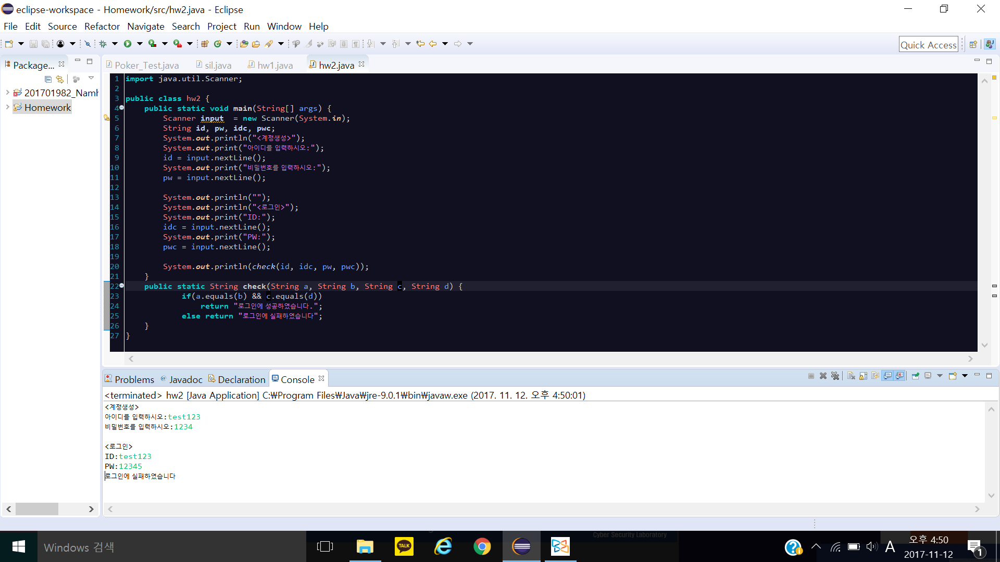 eclipse-workspace - Homework/src/hw2.java - Eclipse
File Edit Source Refactor Navigate Search Project Run Window Help
Quick Access
Package...
201701982_Namh
Homework
Poker_Test.java sil.java hw1.java hw2.java
1 import java.util.Scanner;
2
3 public class hw2 {
4 public static void main(String[] args) {
5 Scanner input  = new Scanner(System.in);
6 String id, pw, idc, pwc;
7 System.out.println("<계정생성>");
8 System.out.print("아이디를 입력하시오:");
9 id = input.nextLine();
10 System.out.print("비밀번호를 입력하시오:");
11 pw = input.nextLine();
12
13 System.out.println("");
14 System.out.println("<로그인>");
15 System.out.print("ID:");
16 idc = input.nextLine();
17 System.out.print("PW:");
18 pwc = input.nextLine();
19
20 System.out.println(check(id, idc, pw, pwc));
21 }
22 public static String check(String a, String b, String c, String d) {
23 if(a.equals(b) && c.equals(d))
24 return "로그인에 성공하였습니다.";
25 else return "로그인에 실패하였습니다";
26 }
27 }
Problems @ Javadoc Declaration Console
<terminated> hw2 [Java Application] C:₩Program Files₩Java₩jre-9.0.1₩bin₩javaw.exe (2017. 11. 12. 오후 4:50:01)
<계정생성>
아이디를 입력하시오:test123
비밀번호를 입력하시오:1234
<로그인>
ID:test123
PW:12345
로그인에 실패하였습니다
Cyber Security Laboratory
Windows 검색
TALK
A
오후 4:50
2017-11-12
1